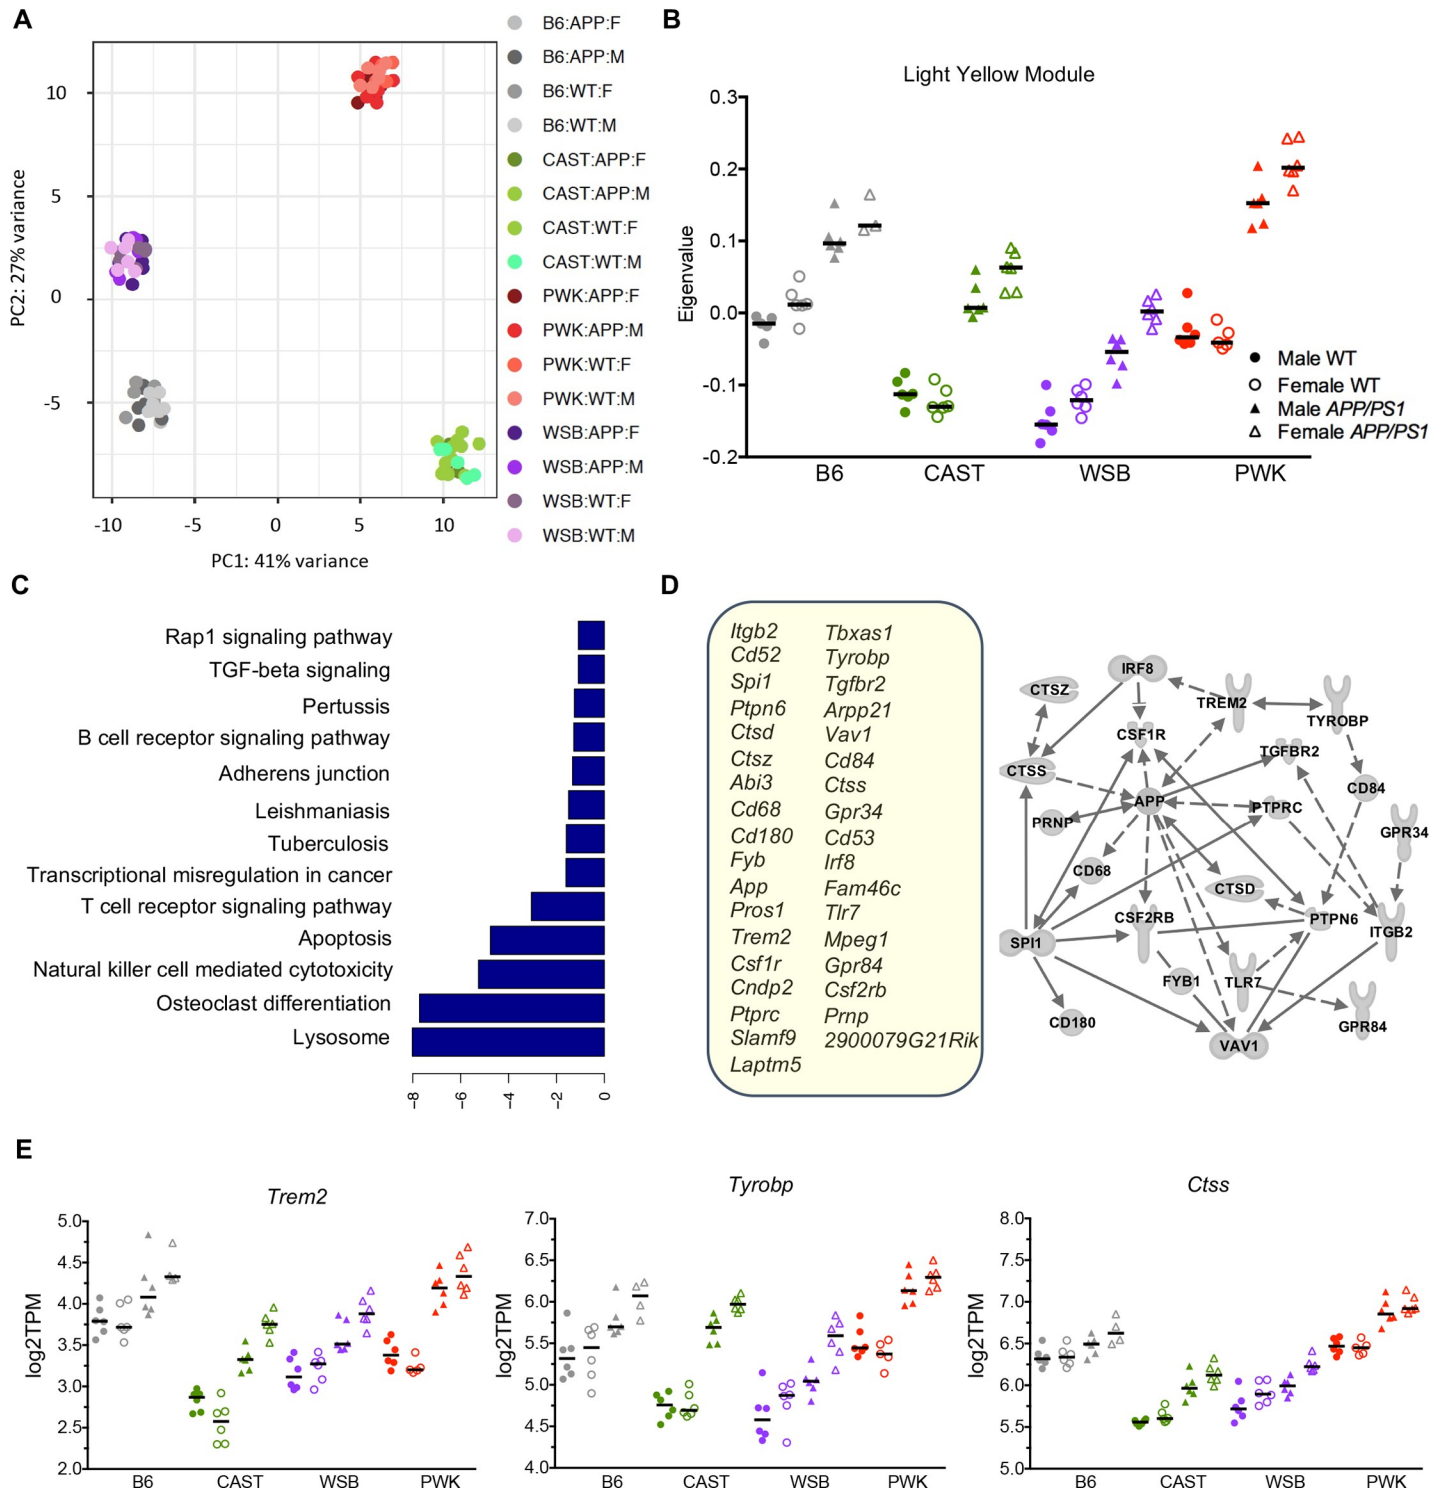 A
B6:APP:F
B6:APP:M
B6:WT:F
B6:WT:M
CAST:APP:F
CAST:APP:M
CAST:WT:F
CAST:WT:M
PWK:APP:F
PWK:APP:M
PWK:WT:F
PWK:WT:M
WSB:APP:F
WSB:APP:M
WSB:WT:F
WSB:WT:M
10
5
0
-5
PC2: 27% variance
-10
-5
0
5
10
PC1: 41% variance
B
Light Yellow Module
0.3
0.2
0.1
0.0
-0.1
-0.2
Eigenvalue
B6
CAST
WSB
PWK
Male WT
Female WT
Male APP/PS1
Female APP/PS1
C
Rap1 signaling pathway
TGF-beta signaling
Pertussis
B cell receptor signaling pathway
Adherens junction
Leishmaniasis
Tuberculosis
Transcriptional misregulation in cancer
T cell receptor signaling pathway
Apoptosis
Natural killer cell mediated cytotoxicity
Osteoclast differentiation
Lysosome
-8
-6
-4
-2
0
D
Itgb2
Cd52
Spi1
Ptpn6
Ctsd
Ctsz
Abi3
Cd68
Cd180
Fyb
App
Pros1
Trem2
Csf1r
Cndp2
Ptprc
Slamf9
Laptm5
Tbxas1
Tyrobp
Tgfbr2
Arpp21
Vav1
Cd84
Ctss
Gpr34
Cd53
Irf8
Fam46c
Tlr7
Mpeg1
Gpr84
Csf2rb
Prnp
2900079G21Rik
IRF8
CTSZ
TREM2
TYROBP
CSF1R
TGFBR2
CTSS
CD84
APP
PTPRC
PRNP
GPR34
CD68
CTSD
CSF2RB
PTPN6
ITGB2
SPI1
FYB1
TLR7
CD180
GPR84
VAV1
E
Trem2
5.0
4.5
4.0
3.5
3.0
2.5
2.0
log2TPM
B6
CAST
WSB
PWK
Tyrobp
7.0
6.5
6.0
5.5
5.0
4.5
4.0
log2TPM
B6
CAST
WSB
PWK
Ctss
8.0
7.5
7.0
6.5
6.0
5.5
5.0
log2TPM
B6
CAST
WSB
PWK